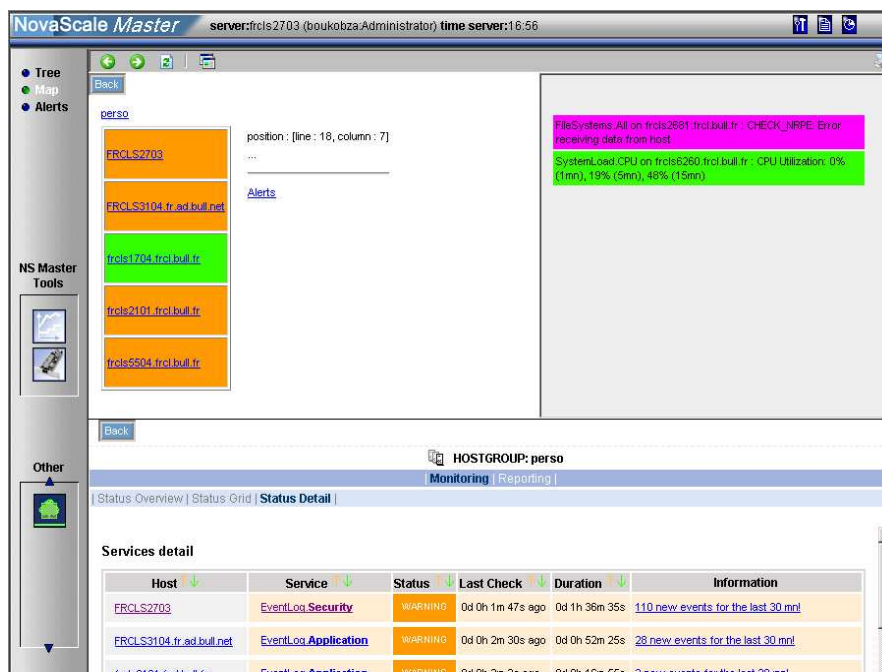 NovaScale Master server:frcls2703 (boukobza:Administrator) time server:16:56
Tree
Map
Alerts
Back
perso
FRCLS2703
FRCLS3104.fr.ad.bull.net
frcls1704.frcl.bull.fr
frcls2101.frcl.bull.fr
frcls5504.frcl.bull.fr
position : [line : 18, column : 7]
...
Alerts
FileSystems.All on frcls2681.frcl.bull.fr : CHECK_NRPE: Error
receiving data from host
SystemLoad.CPU on frcls6260.frcl.bull.fr : CPU Utilization: 0%
(1mn), 19% (5mn), 48% (15mn)
NS Master
Tools
Other
Back
HOSTGROUP: perso
| Monitoring | Reporting |
| Status Overview | Status Grid | Status Detail |
Services detail
Host Service Status Last Check Duration Information
FRCLS2703 EventLog.Security WARNING 0d 0h 1m 47s ago 0d 1h 36m 35s 110 new events for the last 30 mn!
FRCLS3104.fr.ad.bull.net EventLog.Application WARNING 0d 0h 2m 30s ago 0d 0h 52m 25s 28 new events for the last 30 mn!
EventLog.Application WARNING